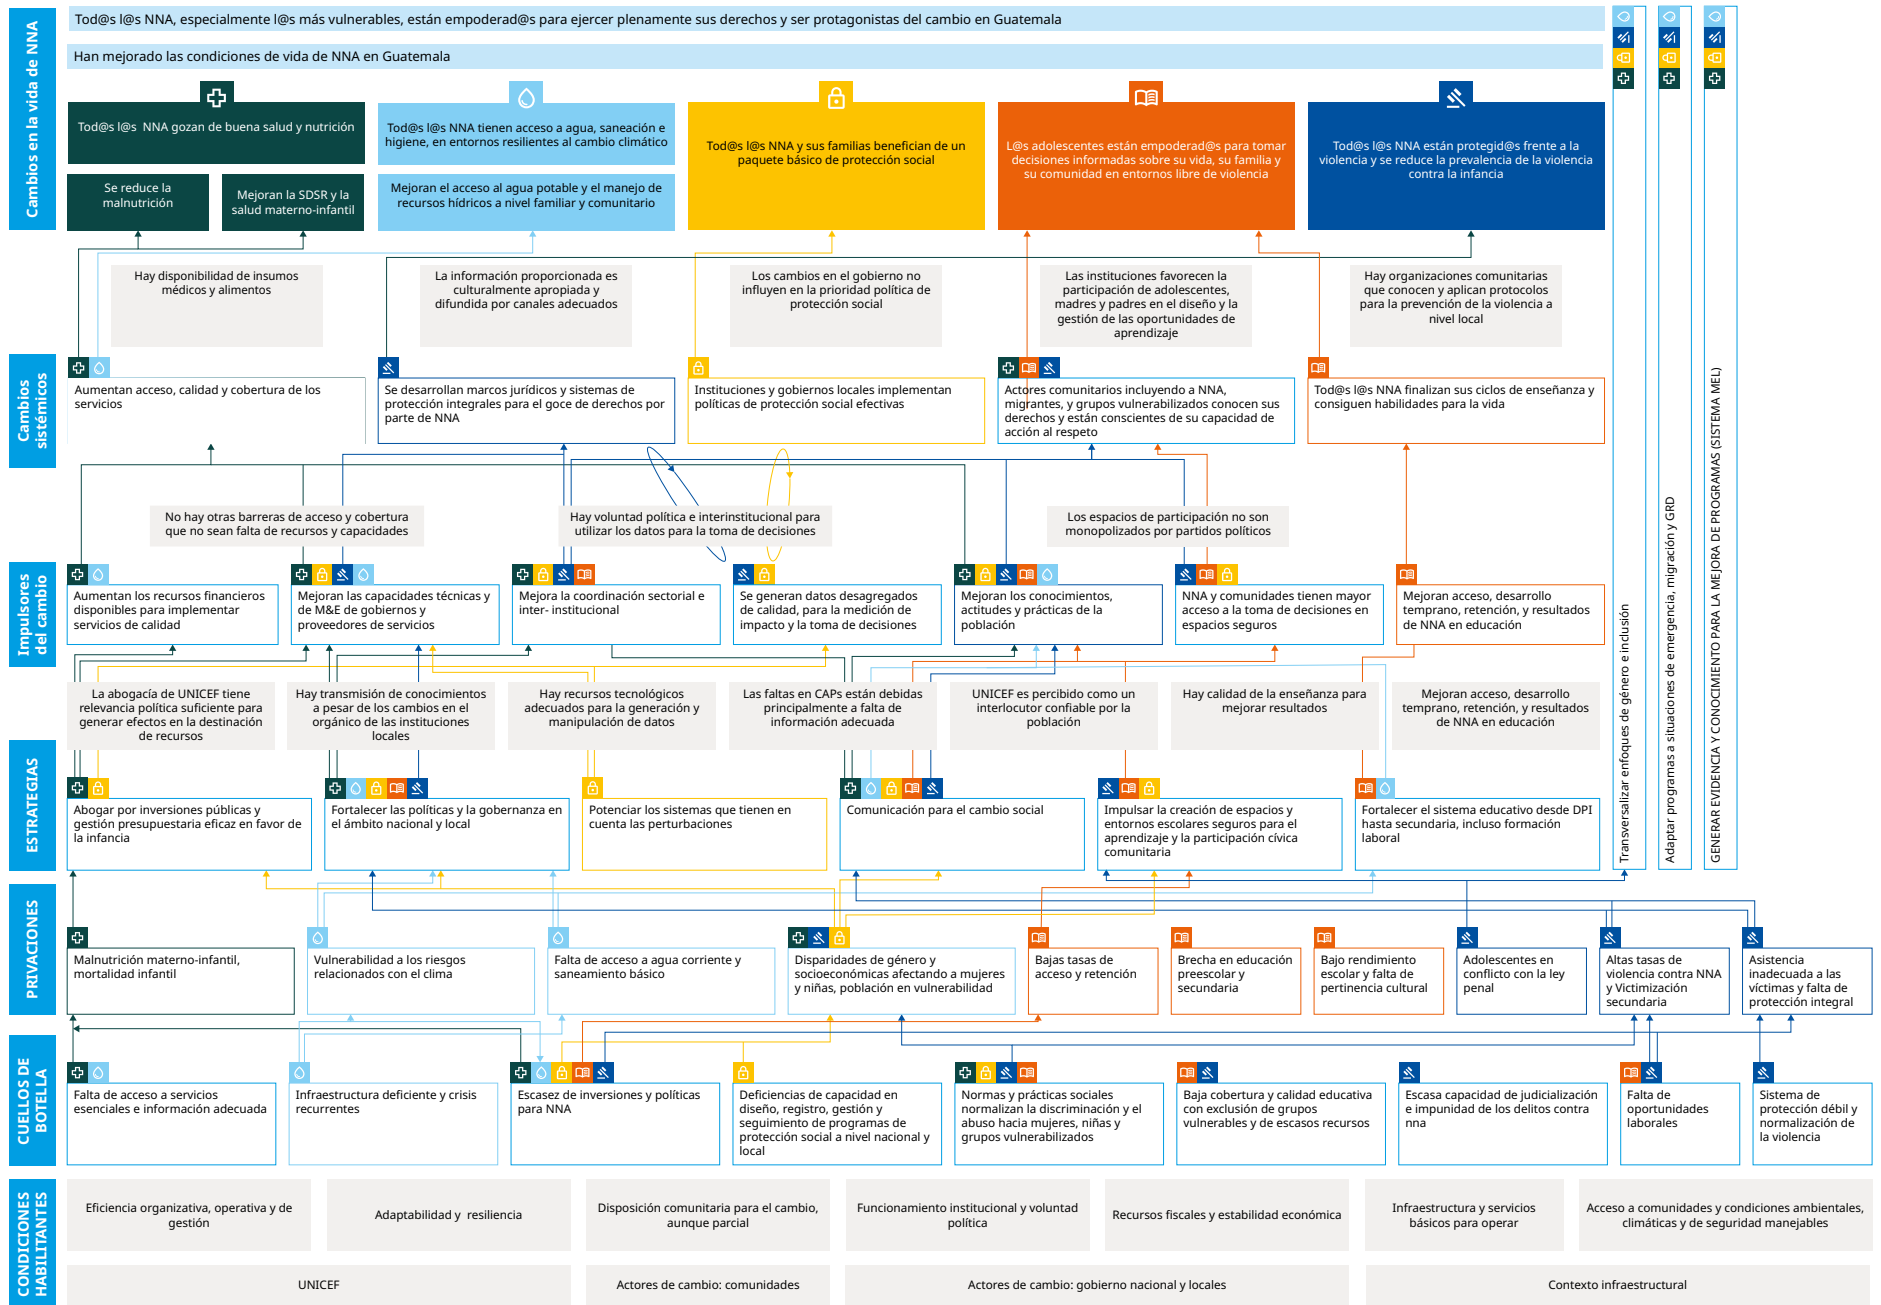 Cambios en la vida de NNA
Tod@s l@s NNA, especialmente l@s más vulnerables, están empoderad@s para ejercer plenamente sus derechos y ser protagonistas del cambio en Guatemala
Han mejorado las condiciones de vida de NNA en Guatemala
Tod@s l@s NNA gozan de buena salud y nutrición
Se reduce la
malnutrición
Mejoran la SDSR y la
salud materno-infantil
Tod@s l@s NNA tienen acceso a agua, saneación e
higiene, en entornos resilientes al cambio climático
Mejoran el acceso al agua potable y el manejo de
recursos hídricos a nivel familiar y comunitario
Tod@s l@s NNA y sus familias benefician de un
paquete básico de protección social
L@s adolescentes están empoderad@s para tomar
decisiones informadas sobre su vida, su familia y
su comunidad en entornos libre de violencia
Tod@s l@s NNA están protegid@s frente a la
violencia y se reduce la prevalencia de la violencia
contra la infancia
Hay disponibilidad de insumos
médicos y alimentos
La información proporcionada es
culturalmente apropiada y
difundida por canales adecuados
Los cambios en el gobierno no
influyen en la prioridad política de
protección social
Las instituciones favorecen la
participación de adolescentes,
madres y padres en el diseño y la
gestión de las oportunidades de
aprendizaje
Hay organizaciones comunitarias
que conocen y aplican protocolos
para la prevención de la violencia a
nivel local
Cambios
sistémicos
Aumentan acceso, calidad y cobertura de los
servicios
Se desarrollan marcos jurídicos y sistemas de
protección integrales para el goce de derechos por
parte de NNA
Instituciones y gobiernos locales implementan
políticas de protección social efectivas
Actores comunitarios incluyendo a NNA,
migrantes, y grupos vulnerabilizados conocen sus
derechos y están conscientes de su capacidad de
acción al respeto
Tod@s l@s NNA finalizan sus ciclos de enseñanza y
consiguen habilidades para la vida
No hay otras barreras de acceso y cobertura
que no sean falta de recursos y capacidades
Hay voluntad política e interinstitucional para
utilizar los datos para la toma de decisiones
Los espacios de participación no son
monopolizados por partidos políticos
Impulsores
del cambio
Aumentan los recursos financieros
disponibles para implementar
servicios de calidad
Mejoran las capacidades técnicas y
de M&E de gobiernos y
proveedores de servicios
Mejora la coordinación sectorial e
inter- institucional
Se generan datos desagregados
de calidad, para la medición de
impacto y la toma de decisiones
Mejoran los conocimientos,
actitudes y prácticas de la
población
NNA y comunidades tienen mayor
acceso a la toma de decisiones en
espacios seguros
Mejoran acceso, desarrollo
temprano, retención, y resultados
de NNA en educación
La abogacía de UNICEF tiene
relevancia política suficiente para
generar efectos en la destinación
de recursos
Hay transmisión de conocimientos
a pesar de los cambios en el
orgánico de las instituciones
locales
Hay recursos tecnológicos
adecuados para la generación y
manipulación de datos
Las faltas en CAPs están debidas
principalmente a falta de
información adecuada
UNICEF es percibido como un
interlocutor confiable por la
población
Hay calidad de la enseñanza para
mejorar resultados
Mejoran acceso, desarrollo
temprano, retención, y resultados
de NNA en educación
ESTRATEGIAS
Abogar por inversiones públicas y
gestión presupuestaria eficaz en favor de
la infancia
Fortalecer las políticas y la gobernanza en
el ámbito nacional y local
Potenciar los sistemas que tienen en
cuenta las perturbaciones
Comunicación para el cambio social
Impulsar la creación de espacios y
entornos escolares seguros para el
aprendizaje y la participación cívica
comunitaria
Fortalecer el sistema educativo desde DPI
hasta secundaria, incluso formación
laboral
Transversalizar enfoques de género e inclusión
Adaptar programas a situaciones de emergencia, migración y GRD
GENERAR EVIDENCIA Y CONOCIMIENTO PARA LA MEJORA DE PROGRAMAS (SISTEMA MEL)
PRIVACIONES
Malnutrición materno-infantil,
mortalidad infantil
Vulnerabilidad a los riesgos
relacionados con el clima
Falta de acceso a agua corriente y
saneamiento básico
Disparidades de género y
socioeconómicas afectando a mujeres
y niñas, población en vulnerabilidad
Bajas tasas de
acceso y retención
Brecha en educación
preescolar y
secundaria
Bajo rendimiento
escolar y falta de
pertinencia cultural
Adolescentes en
conflicto con la ley
penal
Altas tasas de
violencia contra NNA
y Victimización
secundaria
Asistencia
inadecuada a las
víctimas y falta de
protección integral
CUELLOS DE
BOTELLA
Falta de acceso a servicios
esenciales e información adecuada
Infraestructura deficiente y crisis
recurrentes
Escasez de inversiones y políticas
para NNA
Deficiencias de capacidad en
diseño, registro, gestión y
seguimiento de programas de
protección social a nivel nacional y
local
Normas y prácticas sociales
normalizan la discriminación y el
abuso hacia mujeres, niñas y
grupos vulnerabilizados
Baja cobertura y calidad educativa
con exclusión de grupos
vulnerables y de escasos recursos
Escasa capacidad de judicialización
e impunidad de los delitos contra
nna
Falta de
oportunidades
laborales
Sistema de
protección débil y
normalización de
la violencia
CONDICIONES
HABILITANTES
Eficiencia organizativa, operativa y de
gestión
Adaptabilidad y resiliencia
Disposición comunitaria para el cambio,
aunque parcial
Funcionamiento institucional y voluntad
política
Recursos fiscales y estabilidad económica
Infraestructura y servicios
básicos para operar
Acceso a comunidades y condiciones ambientales,
climáticas y de seguridad manejables
UNICEF
Actores de cambio: comunidades
Actores de cambio: gobierno nacional y locales
Contexto infraestructural